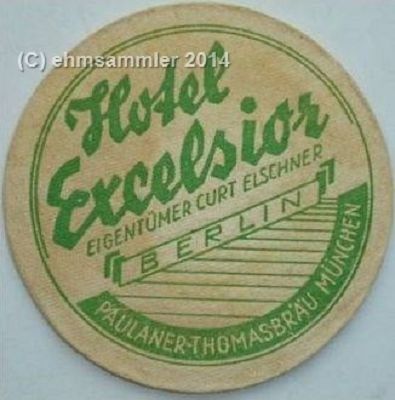 (C) ehmsammler 2014
Hotel
Excelsior
EIGENTÜMER CURT ELSCHNER
BERLIN
PAULANER-THOMASBRÄU MÜNCHEN